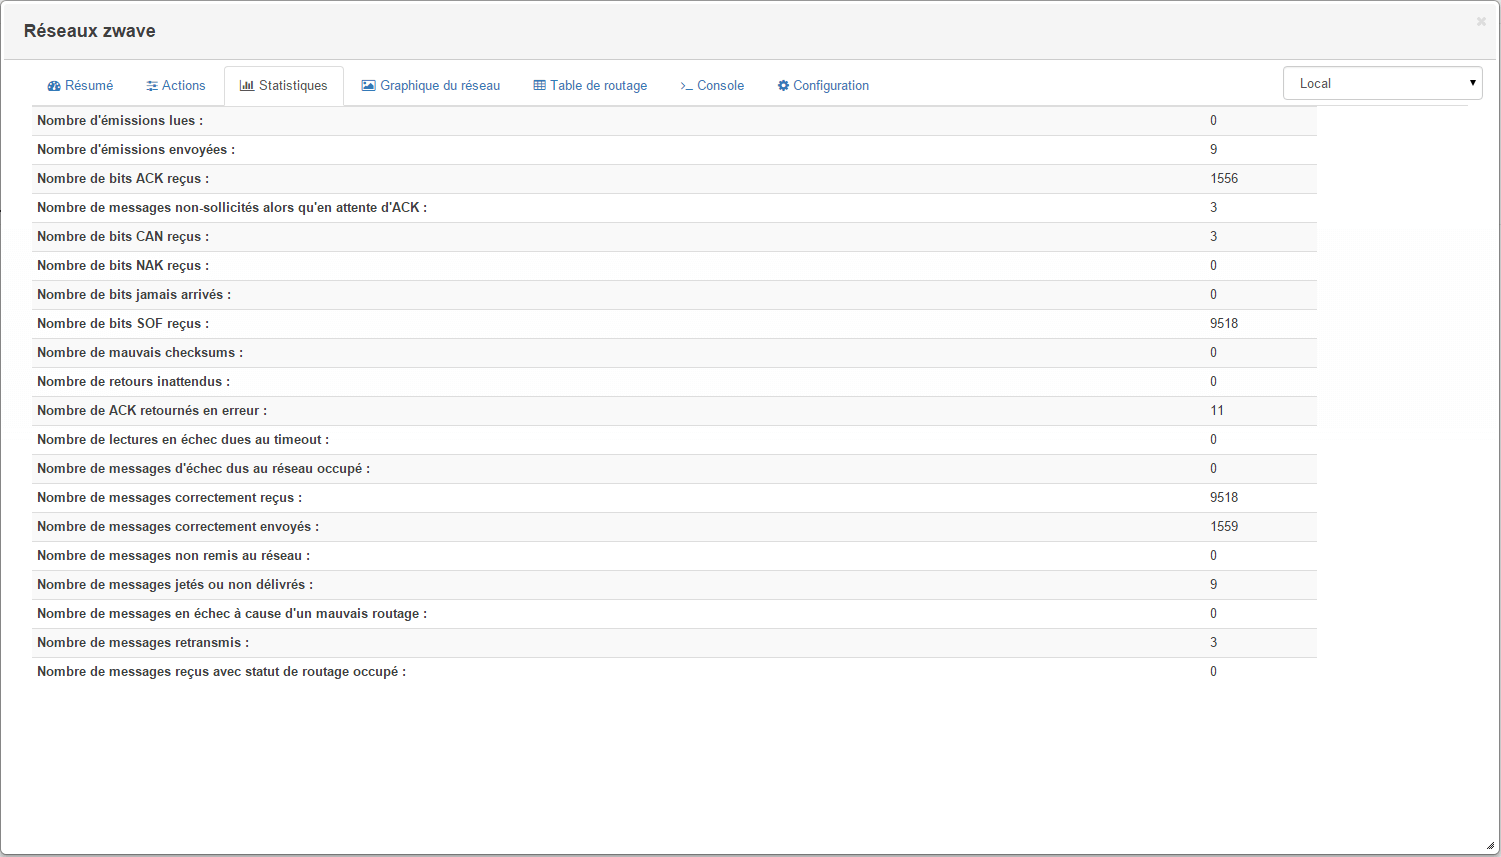 Réseaux zwave ×
Résumé Actions Statistiques Graphique du réseau Table de routage Console Configuration Local
Nombre d'émissions lues : 0
Nombre d'émissions envoyées : 9
Nombre de bits ACK reçus : 1556
Nombre de messages non-sollicités alors qu'en attente d'ACK : 3
Nombre de bits CAN reçus : 3
Nombre de bits NAK reçus : 0
Nombre de bits jamais arrivés : 0
Nombre de bits SOF reçus : 9518
Nombre de mauvais checksums : 0
Nombre de retours inattendus : 0
Nombre de ACK retournés en erreur : 11
Nombre de lectures en échec dues au timeout : 0
Nombre de messages d'échec dus au réseau occupé : 0
Nombre de messages correctement reçus : 9518
Nombre de messages correctement envoyés : 1559
Nombre de messages non remis au réseau : 0
Nombre de messages jetés ou non délivrés : 9
Nombre de messages en échec à cause d'un mauvais routage : 0
Nombre de messages retransmis : 3
Nombre de messages reçus avec statut de routage occupé : 0